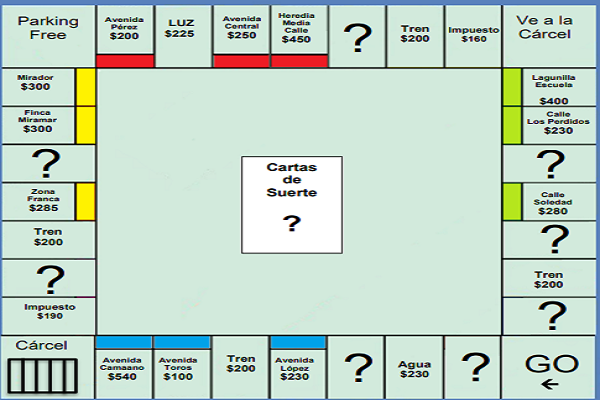 Parking
Free
Avenida
Pérez
$200
LUZ
$225
Avenida
Central
$250
Heredia
Media
Calle
$450
?
Tren
$200
Impuesto
$160
Ve a la
Cárcel
Mirador
$300
Finca
Miramar
$300
?
Zona
Franca
$285
Tren
$200
?
Impuesto
$190
Cartas
de
Suerte
?
Lagunilla
Escuela
$400
Calle
Los Perdidos
$230
?
Calle
Soledad
$280
?
Tren
$200
?
Cárcel
Avenida
Camaano
$540
Avenida
Toros
$100
Tren
$200
Avenida
López
$230
?
Agua
$230
?
GO